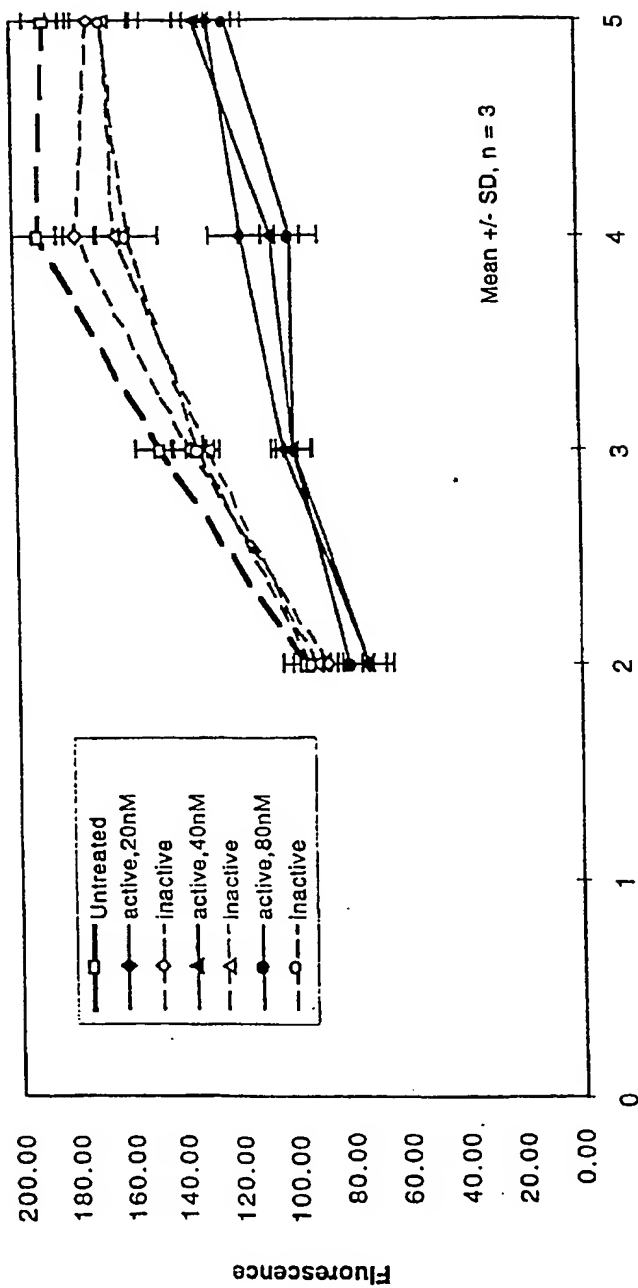 Fluorescence
200.00
180.00
160.00
140.00
120.00
100.00
80.00
60.00
40.00
20.00
0.00
Untreated
active,20nM
inactive
active,40nM
inactive
active,80nM
inactive
Mean +/- SD, n = 3
0
1
2
3
4
5